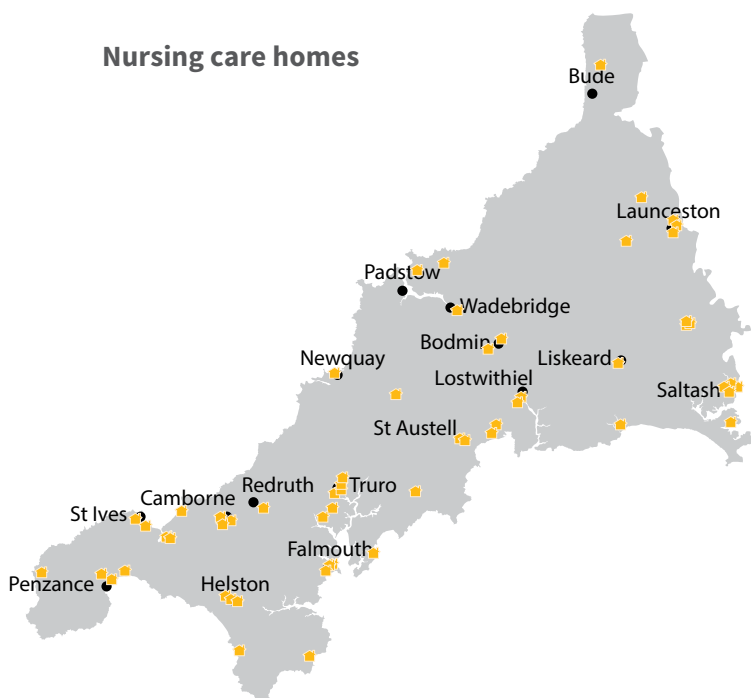 Nursing care homes
Bude
Launceston
Padstow
Wadebridge
Bodmin
Newquay
Liskeard
Lostwithiel
Saltash
St Austell
Redruth
Truro
Camborne
St Ives
Falmouth
Penzance
Helston